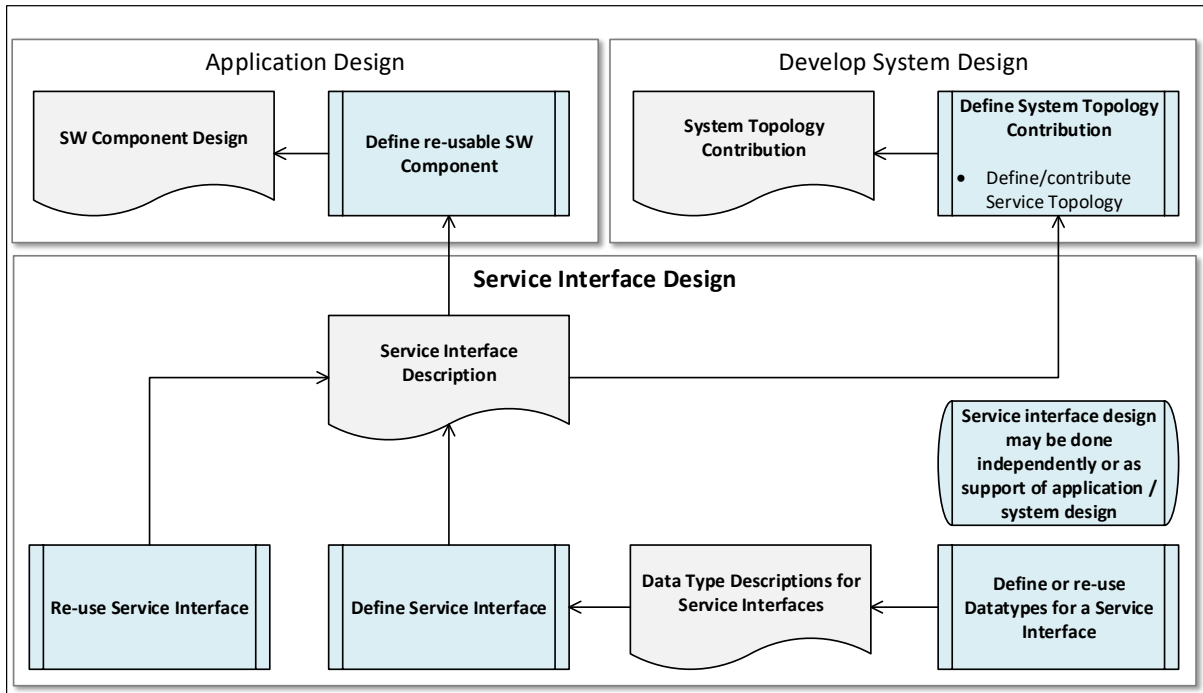 Application Design
Develop System Design
SW Component Design
Define re-usable SW
Component
System Topology
Contribution
Define System Topology
Contribution
• Define/contribute
Service Topology
Service Interface Design
Service Interface
Description
Service interface design
may be done
independently or as
support of application /
system design
Re-use Service Interface
Define Service Interface
Data Type Descriptions for
Service Interfaces
Define or re-use
Datatypes for a Service
Interface